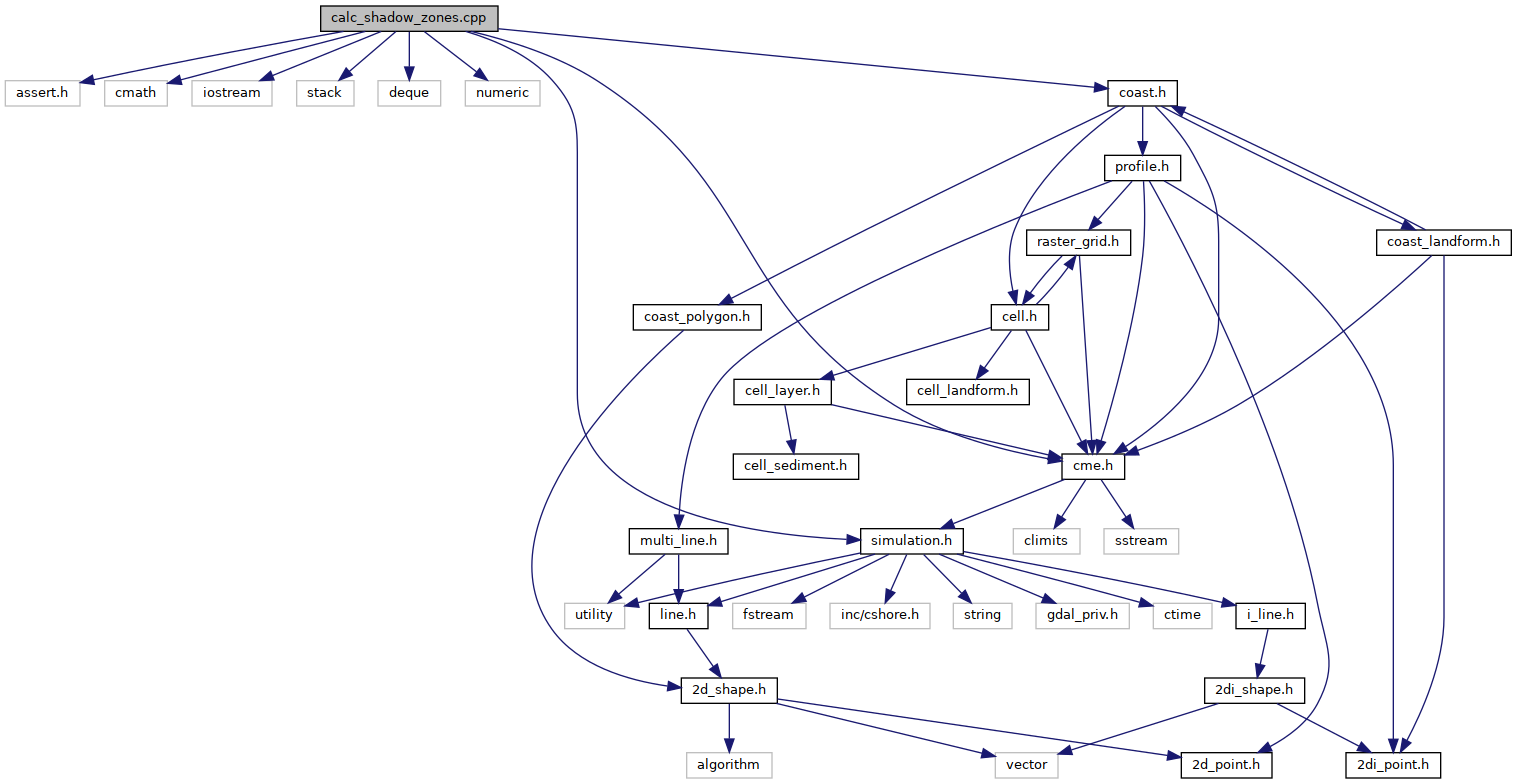 calc_shadow_zones.cpp
assert.h
cmath
iostream
stack
deque
numeric
coast.h
profile.h
raster_grid.h
coast_landform.h
coast_polygon.h
cell.h
cell_layer.h
cell_landform.h
cell_sediment.h
cme.h
multi_line.h
simulation.h
climits
sstream
utility
line.h
fstream
inc/cshore.h
string
gdal_priv.h
ctime
i_line.h
2d_shape.h
2di_shape.h
algorithm
vector
2d_point.h
2di_point.h